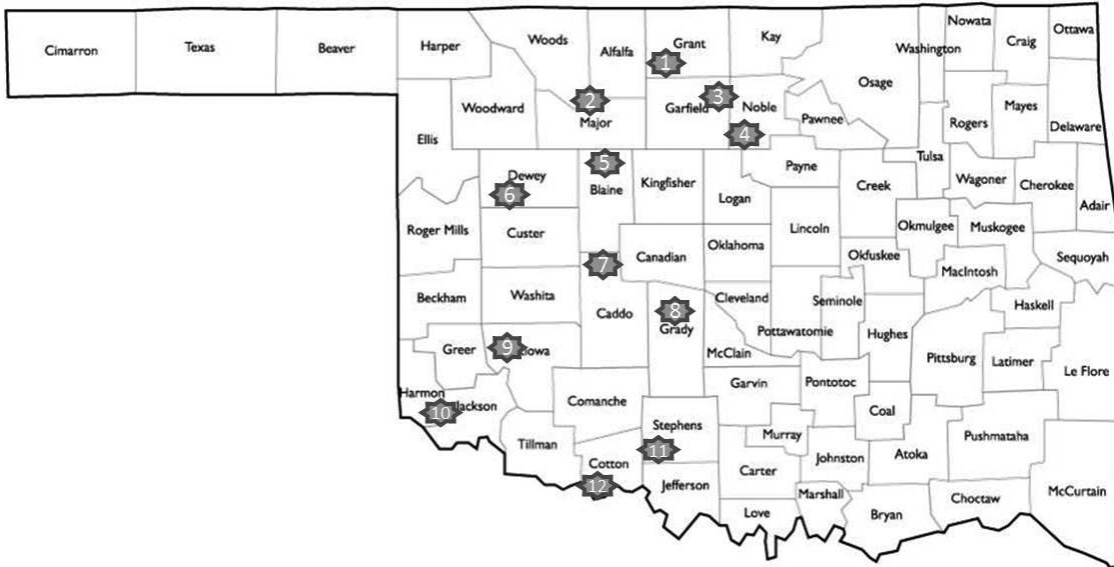 Cimarron
Texas
Beaver
Harper
Woods
Alfalfa
Grant
Kay
Osage
Washington
Nowata
Craig
Ottawa
1
2
3
4
Woodward
Ellis
Major
Garfield
Noble
Pawnee
Rogers
Mayes
Delaware
5
6
Dewey
Blaine
Kingfisher
Logan
Payne
Creek
Tulsa
Wagoner
Cherokee
Adair
Roger Mills
Custer
Canadian
Oklahoma
Lincoln
Okfuskee
Okmulgee
Muskogee
MacIntosh
Sequoyah
7
8
Beckham
Washita
Caddo
Grady
Cleveland
McClain
Pottawatomie
Seminole
Hughes
Pittsburg
Haskell
Latimer
Le Flore
9
owa
Greer
Harmon
10
Jackson
Comanche
Garvin
Pontotoc
Coal
Tillman
Stephens
11
Murray
Johnston
Atoka
Pushmataha
Cotton
12
Jefferson
Carter
Love
Marshall
Bryan
Choctaw
McCurtain